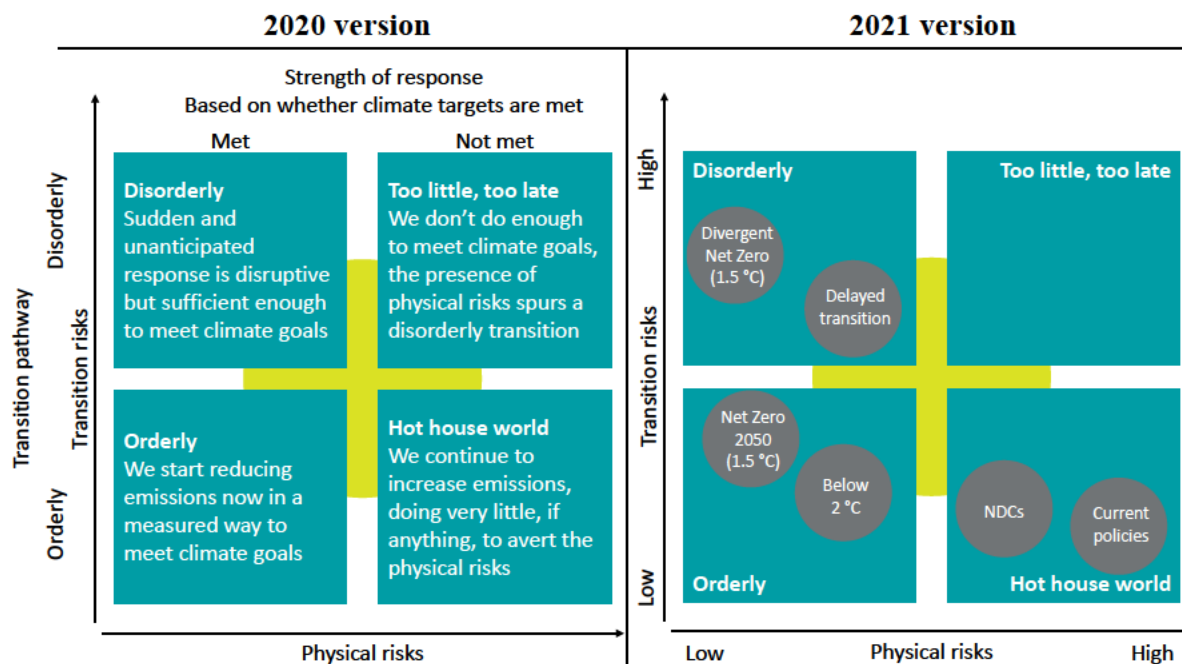 2020 version
Strength of response
Based on whether climate targets are met
Met
Not met
Transition pathway
Transition risks
Disorderly
Orderly
Disorderly
Sudden and
unanticipated
response is disruptive
but sufficient enough
to meet climate goals
Too little, too late
We don't do enough
to meet climate goals,
the presence of
physical risks spurs a
disorderly transition
Orderly
We start reducing
emissions now in a
measured way to
meet climate goals
Hot house world
We continue to
increase emissions,
doing very little, if
anything, to avert the
physical risks
Physical risks
2021 version
High
Transition risks
Low
Disorderly
Divergent
Net Zero
(1.5 °C)
Delayed
transition
Too little, too late
Net Zero
2050
(1.5 °C)
Below
2 °C
Orderly
NDCs
Current
policies
Hot house world
Low
Physical risks
High